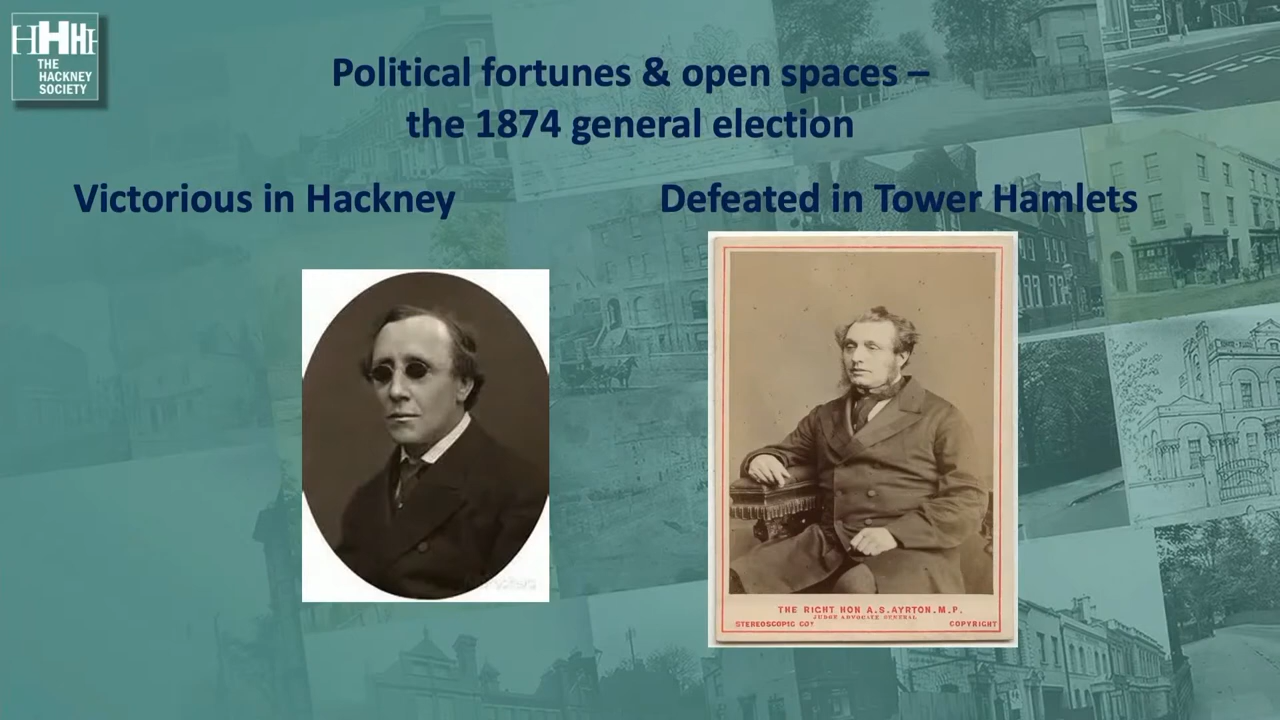 HHH
THE
HACKNEY
SOCIETY
Political fortunes & open spaces –
the 1874 general election
Victorious in Hackney
Defeated in Tower Hamlets
THE RIGHT HON A.S.AYRTON.M.P.
JUDGE ADVOCATE GENERAL
STEREOSCOPIC COY
COPYRIGHT